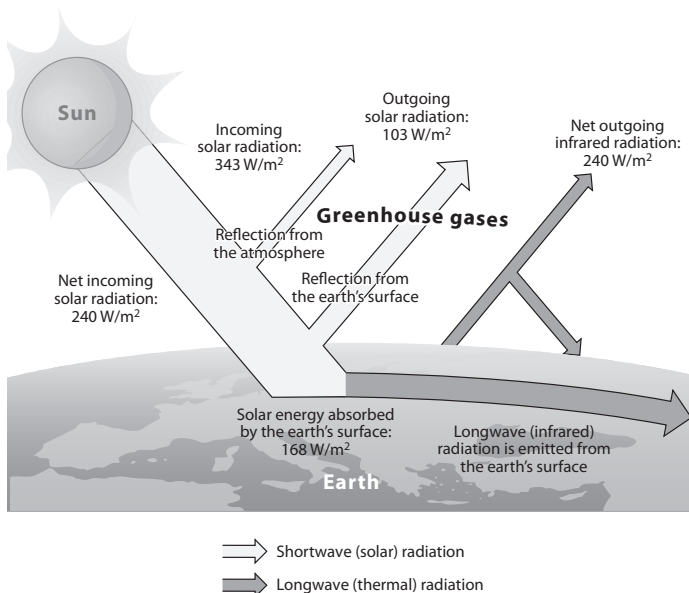 Sun
Incoming
solar radiation:
343 W/m²
Outgoing
solar radiation:
103 W/m²
Net outgoing
infrared radiation:
240 W/m²
Greenhouse gases
Reflection from
the atmosphere
Reflection from
the earth's surface
Net incoming
solar radiation:
240 W/m²
Solar energy absorbed
by the earth's surface:
168 W/m²
Longwave (infrared)
radiation is emitted from
the earth's surface
Earth
Shortwave (solar) radiation
Longwave (thermal) radiation